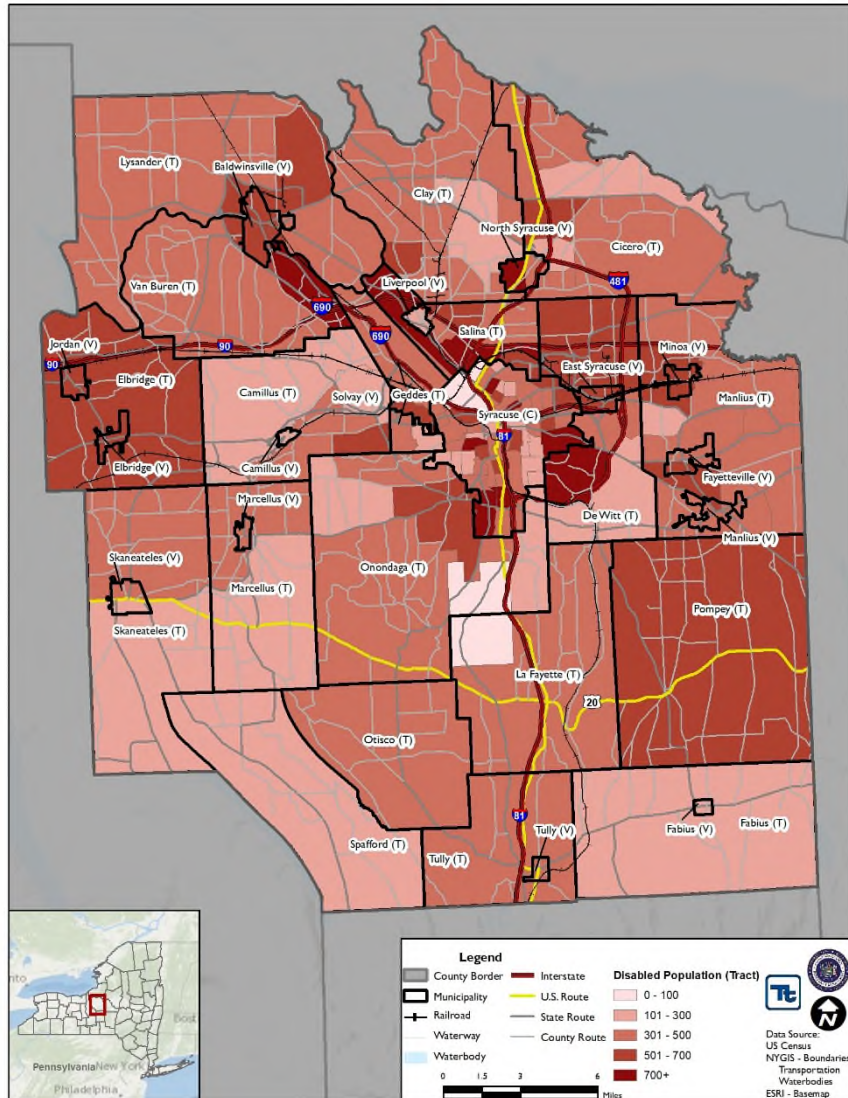 Lysander (T)
Baldwinsville (V)
Clay (T)
North Syracuse (V)
Cicero (T)
Van Buren (T)
Liverpool (V)
690
481
690
Jordan (V)
90
90
Salina (T)
East Syracuse (V)
Minoa (V)
Elbridge (T)
Camillus (T)
Solvay (V)
Geddes (T)
Syracuse (C)
Manlius (T)
81
Elbridge (V)
Camillus (V)
Fayetteville (V)
Marcellus (V)
De Witt (T)
Manlius (V)
Skaneateles (V)
Onondaga (T)
Marcellus (T)
Pompey (T)
Skaneateles (T)
La Fayette (T)
20
Otisco (T)
81
Tully (V)
Fabius (V)
Fabius (T)
Spafford (T)
Tully (T)
nto
Bost
Pennsylvania
New York
Philadelphia
Legend
County Border
Municipality
Railroad
Waterway
Waterbody
Interstate
U.S. Route
State Route
County Route
Disabled Population (Tract)
0 - 100
101 - 300
301 - 500
501 - 700
700+
0 1.5 3 6
Miles
Tt
N
Data Source:
US Census
NYGIS - Boundaries
Transportation
Waterbodies
ESRI - Basemap